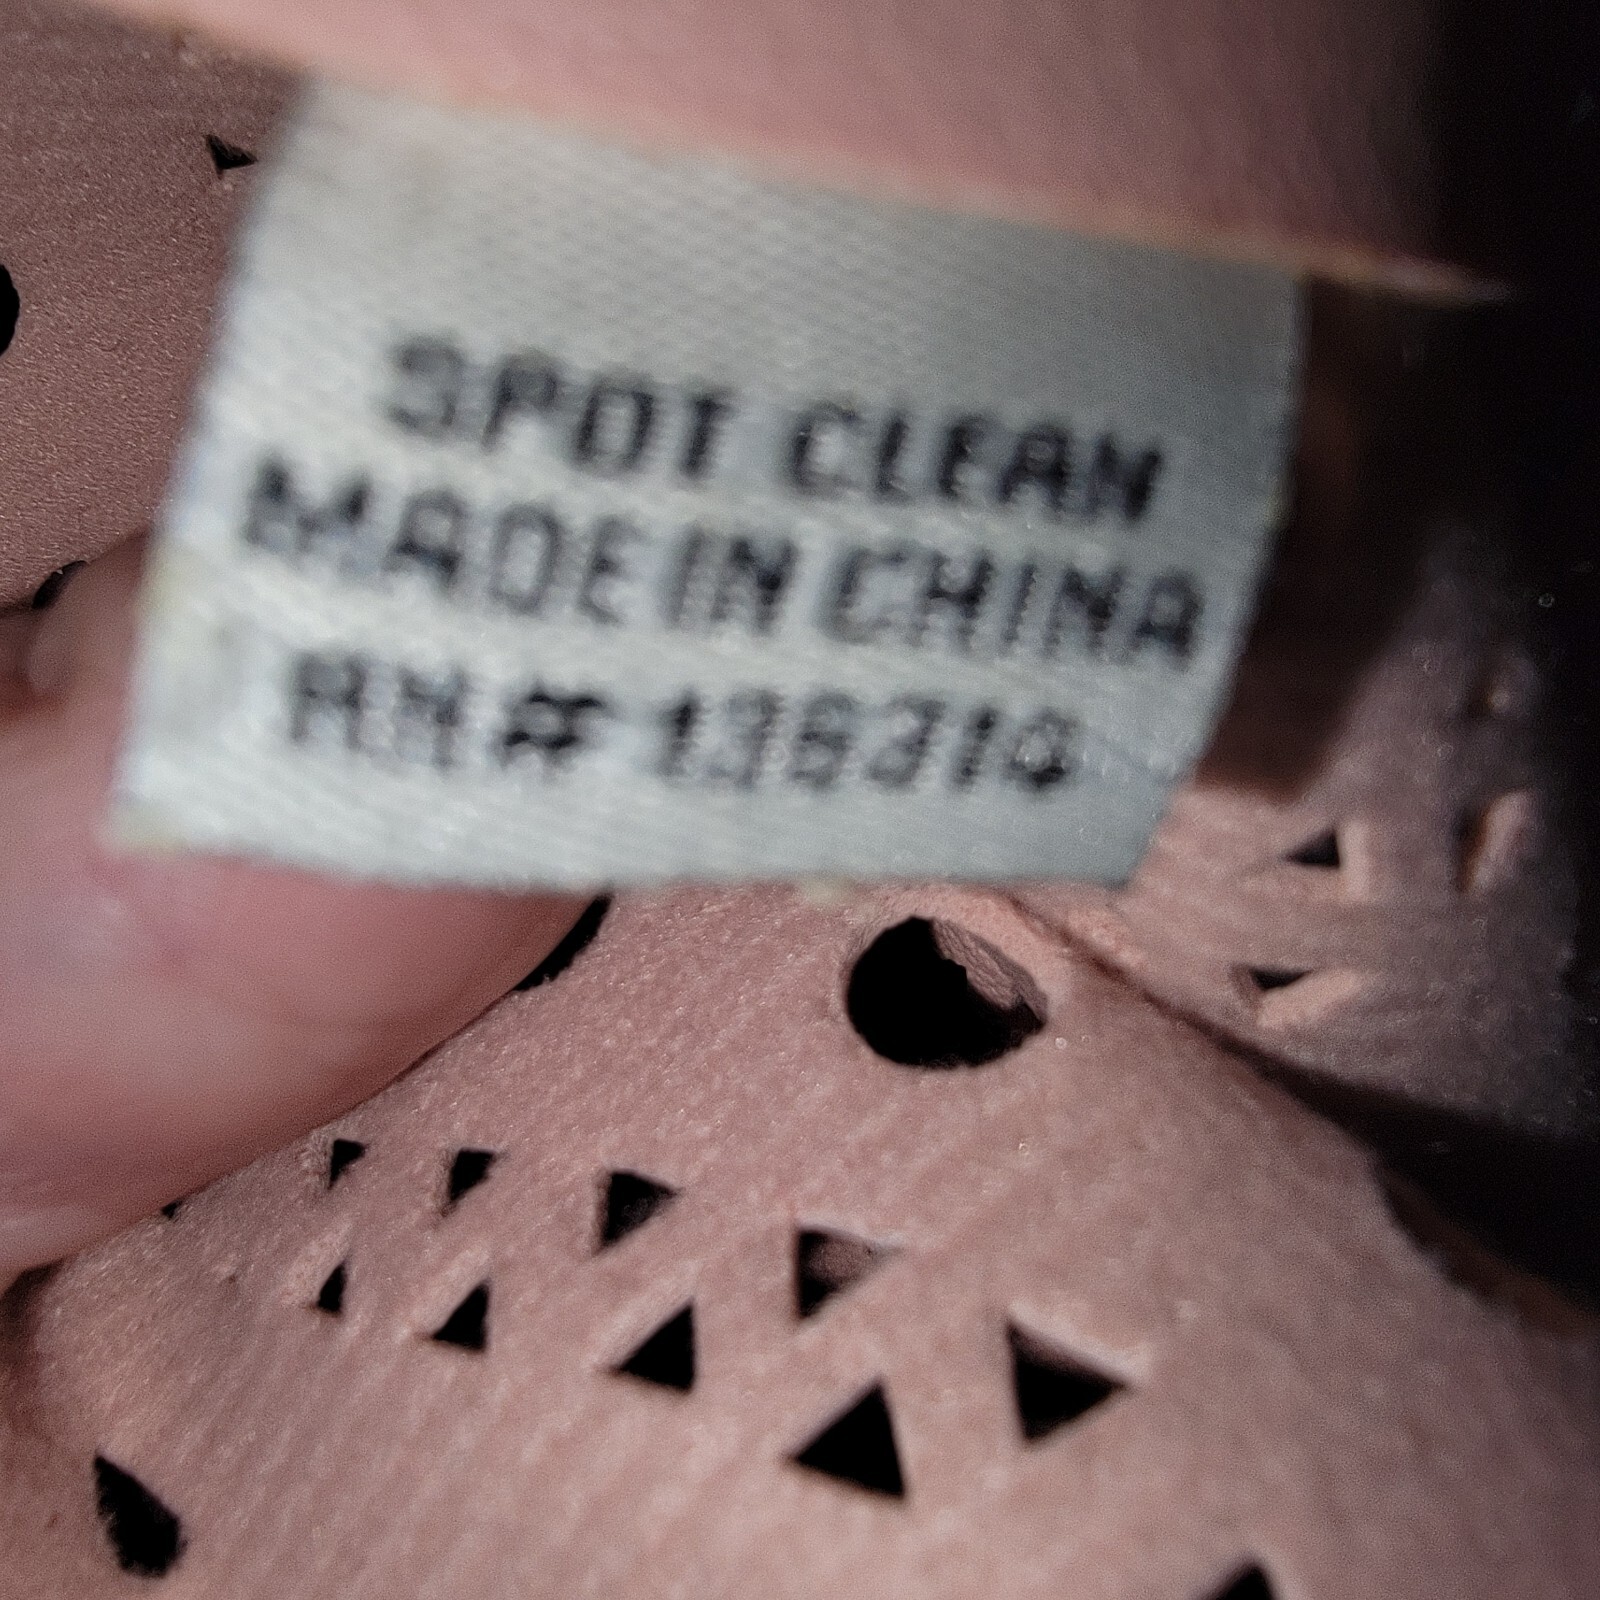 SPOT CLEAN
MADE IN CHINA
RN# 136314